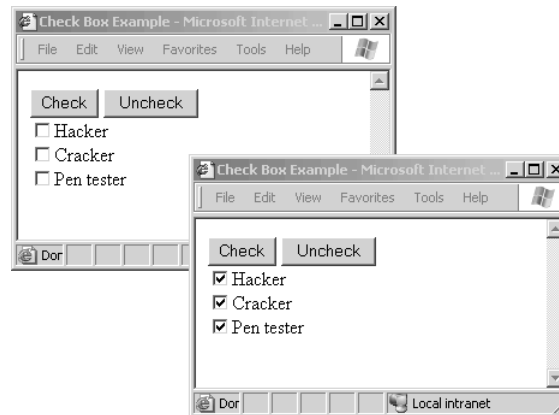 Check Box Example - Microsoft Internet ...
File Edit View Favorites Tools Help
Check Uncheck
Hacker
Cracker
Pen tester
Dor
Check Box Example - Microsoft Internet ...
File Edit View Favorites Tools Help
Check Uncheck
Hacker
Cracker
Pen tester
Dor Local intranet